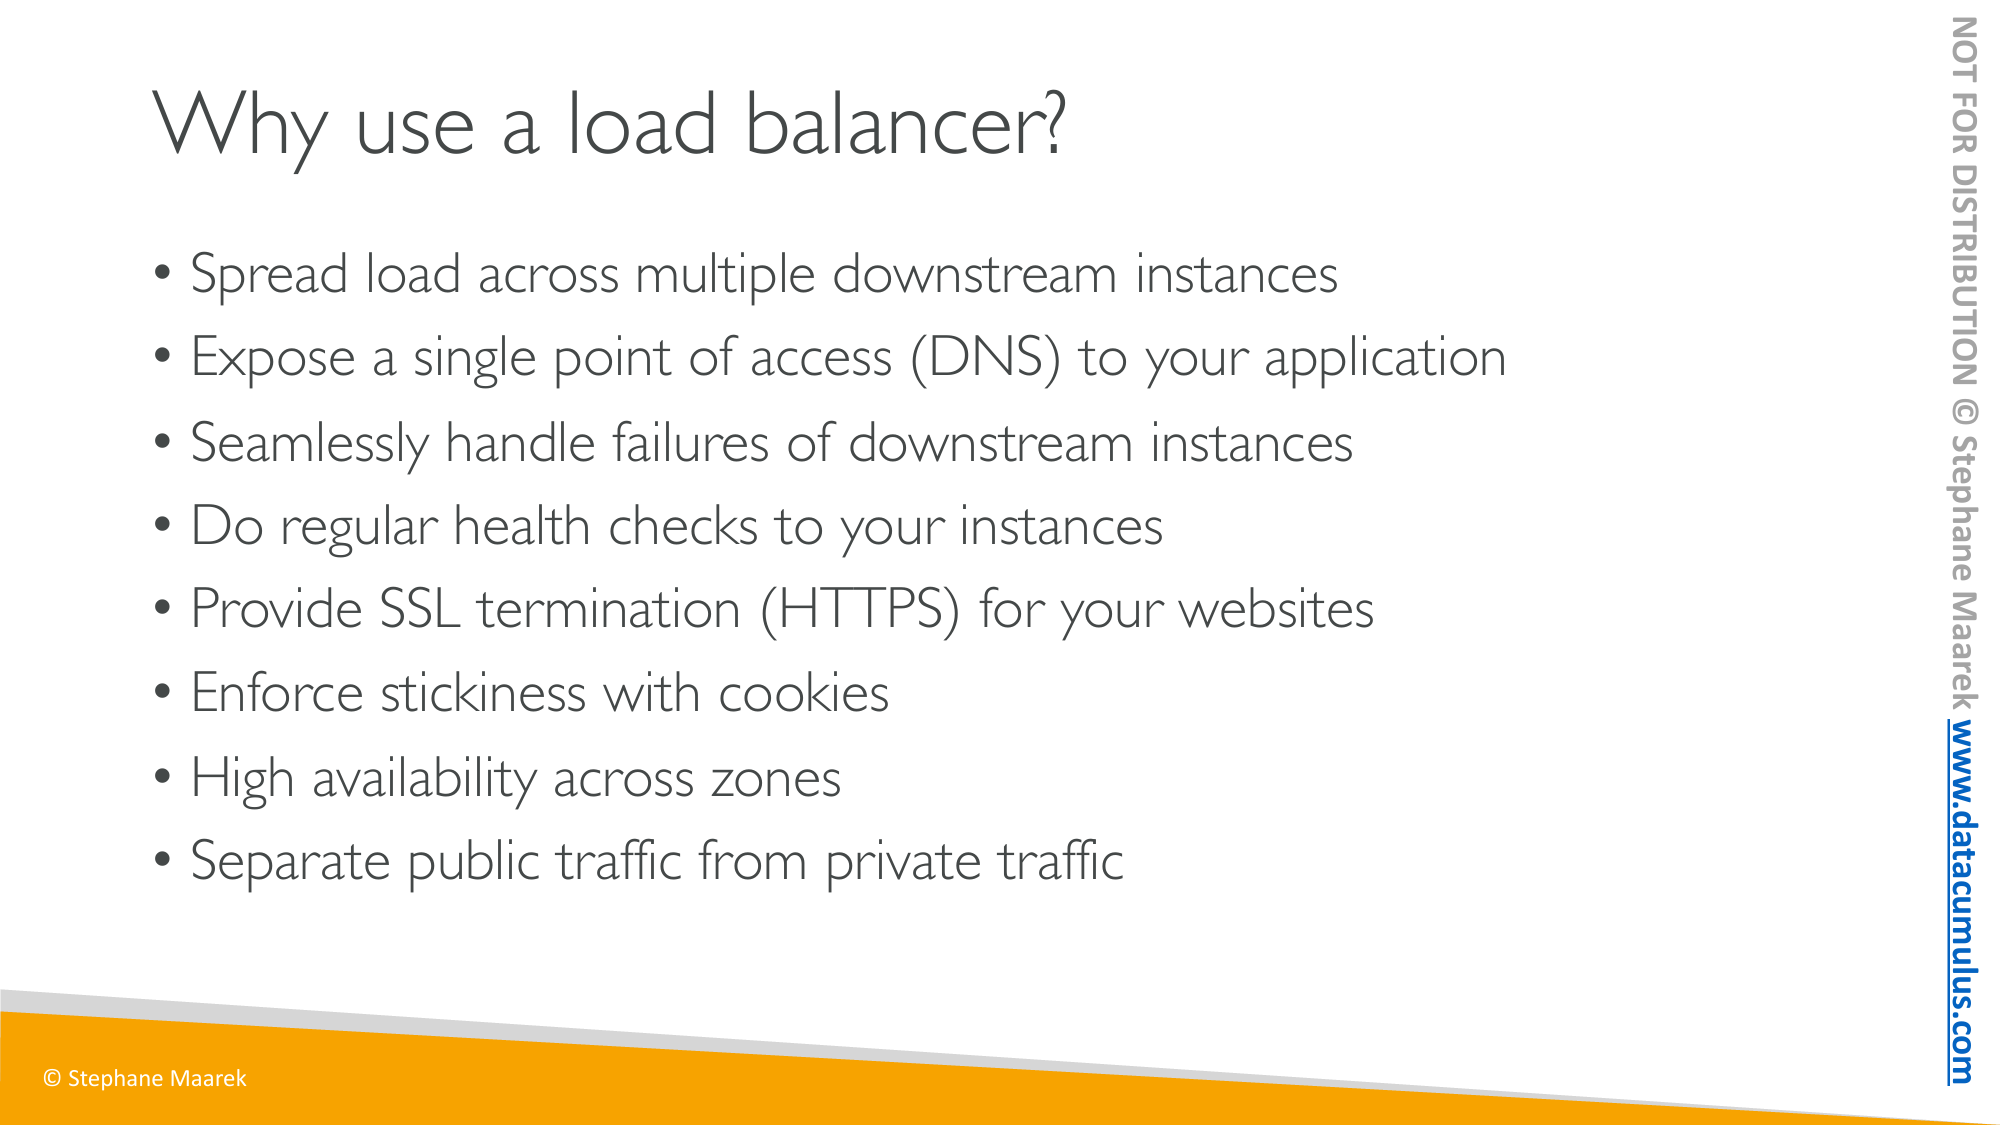 Why use a load balancer?
• Spread load across multiple downstream instances
• Expose a single point of access (DNS) to your application
• Seamlessly handle failures of downstream instances
• Do regular health checks to your instances
• Provide SSL termination (HTTPS) for your websites
• Enforce stickiness with cookies
• High availability across zones
• Separate public traffic from private traffic
© Stephane Maarek
NOT FOR DISTRIBUTION © Stephane Maarek www.datacumulus.com